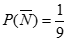 P(N̅) = 1/9